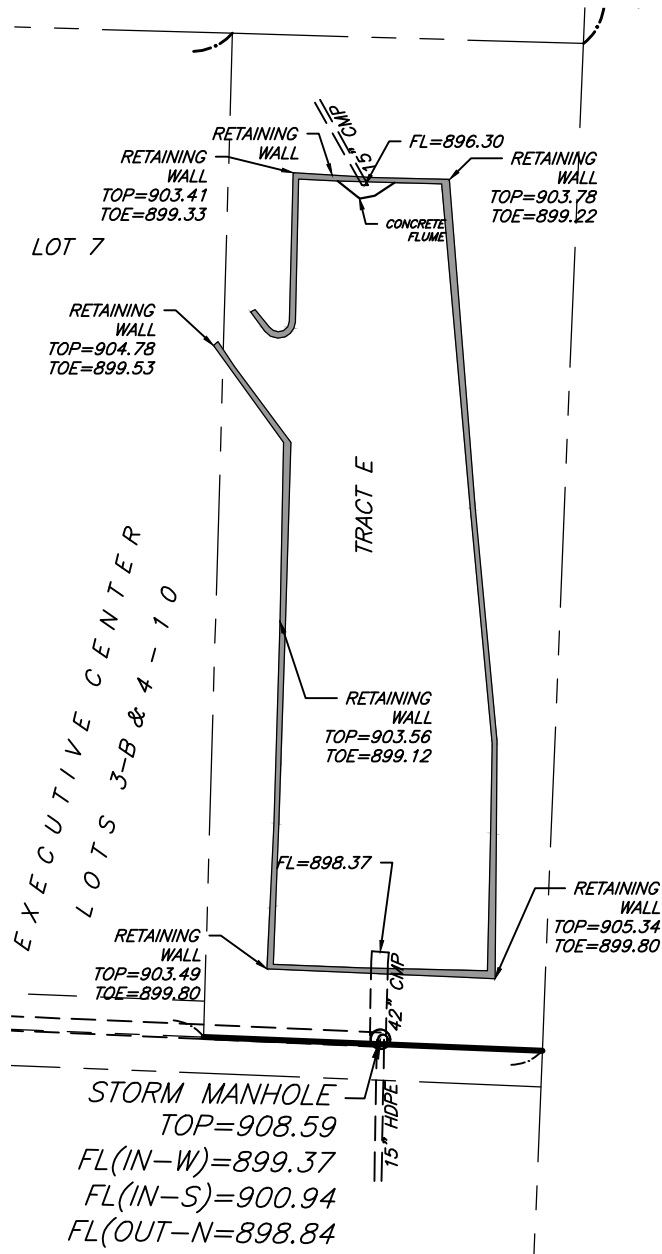 15" CMP
RETAINING
WALL
FL=896.30
RETAINING
WALL
TOP=903.41
TOE=899.33
RETAINING
WALL
TOP=903.78
TOE=899.22
CONCRETE
FLUME
LOT 7
RETAINING
WALL
TOP=904.78
TOE=899.53
TRACT E
EXECUTIVE CENTER
LOTS 3-B & 4 - 10
RETAINING
WALL
TOP=903.56
TOE=899.12
FL=898.37
RETAINING
WALL
TOP=905.34
TOE=899.80
RETAINING
WALL
TOP=903.49
TOE=899.80
42" CMP
STORM MANHOLE
TOP=908.59
FL(IN-W)=899.37
FL(IN-S)=900.94
FL(OUT-N=898.84
15" HDPE